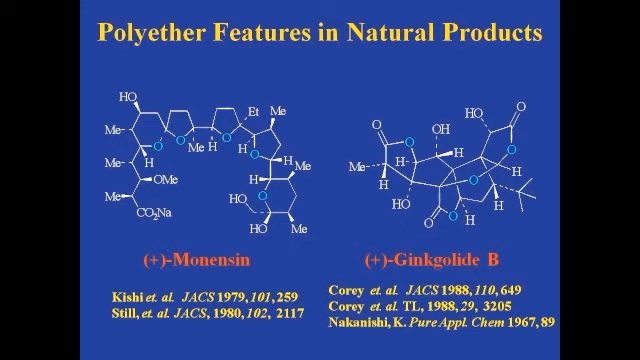 Polyether Features in Natural Products
HO
Et
Me
Me
O
O
Me
H
O
H
O
H
Me
H
Me
OMe
H
Me
HO
O
CO2Na
HO
Me
(+)-Monensin
Kishi et. al JACS 1979, 101, 259
Still, et. al JACS, 1980, 102, 2117
O
HO
O
O
OH
O
Me
H
H
H
H
O
HO
O
O
H
H
(+)-Ginkgolide B
Corey et. al JACS 1988, 110, 649
Corey et. al TL, 1988, 29, 3205
Nakanishi, K. Pure Appl. Chem 1967, 89